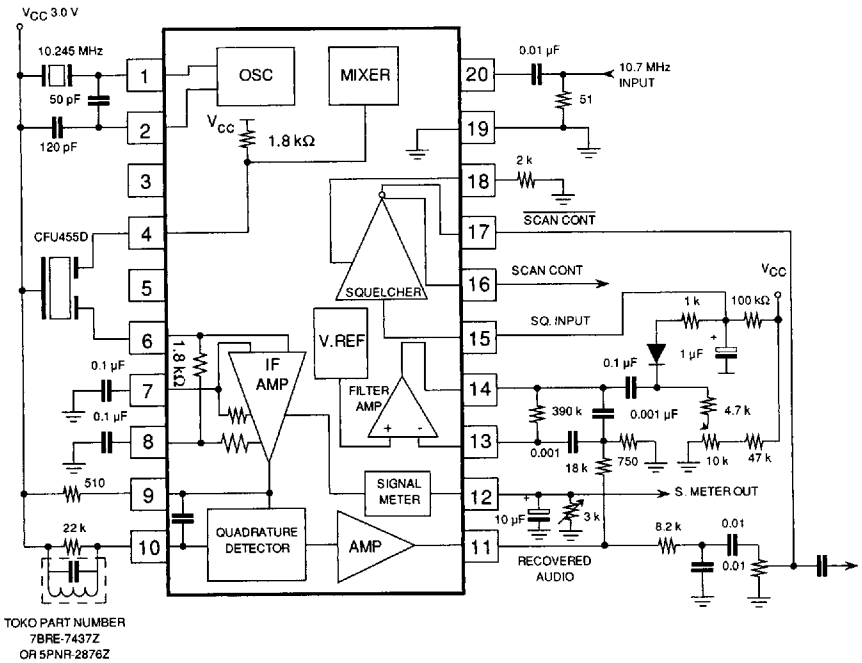 VCC 3.0 V
10.245 MHz
50 pF
120 pF
1
2
3
4
5
6
7
8
9
10
OSC
MIXER
VCC
1.8 kΩ
CFU455D
0.1 µF
0.1 µF
1.8 kΩ
IF
AMP
510
22 k
TOKO PART NUMBER
7BRE-7437Z
OR 5PNR-2876Z
SQUELCHER
V.REF
FILTER
AMP
+
-
SIGNAL
METER
QUADRATURE
DETECTOR
AMP
20
19
18
17
16
15
14
13
12
11
0.01 µF
10.7 MHz
INPUT
51
2 k
SCAN CONT
SCAN CONT
SQ. INPUT
VCC
1 k
100 kΩ
+
1 µF
0.1 µF
390 k
0.001 µF
4.7 k
0.001
750
10 k
47 k
18 k
S. METER OUT
+
10 µF
3 k
RECOVERED
AUDIO
8.2 k
0.01
0.01